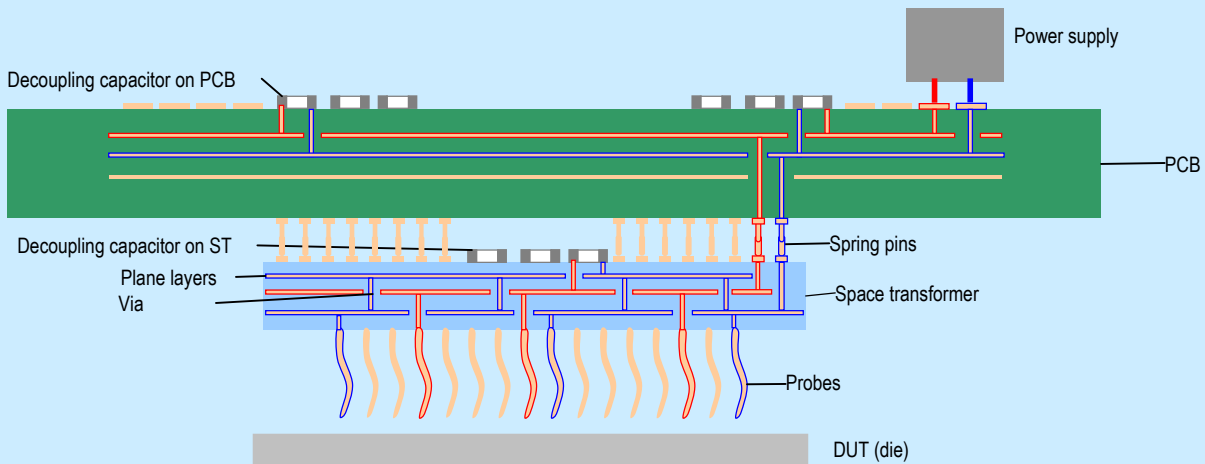 Power supply
Decoupling capacitor on PCB
PCB
Decoupling capacitor on ST
Spring pins
Plane layers
Via
Space transformer
Probes
DUT (die)